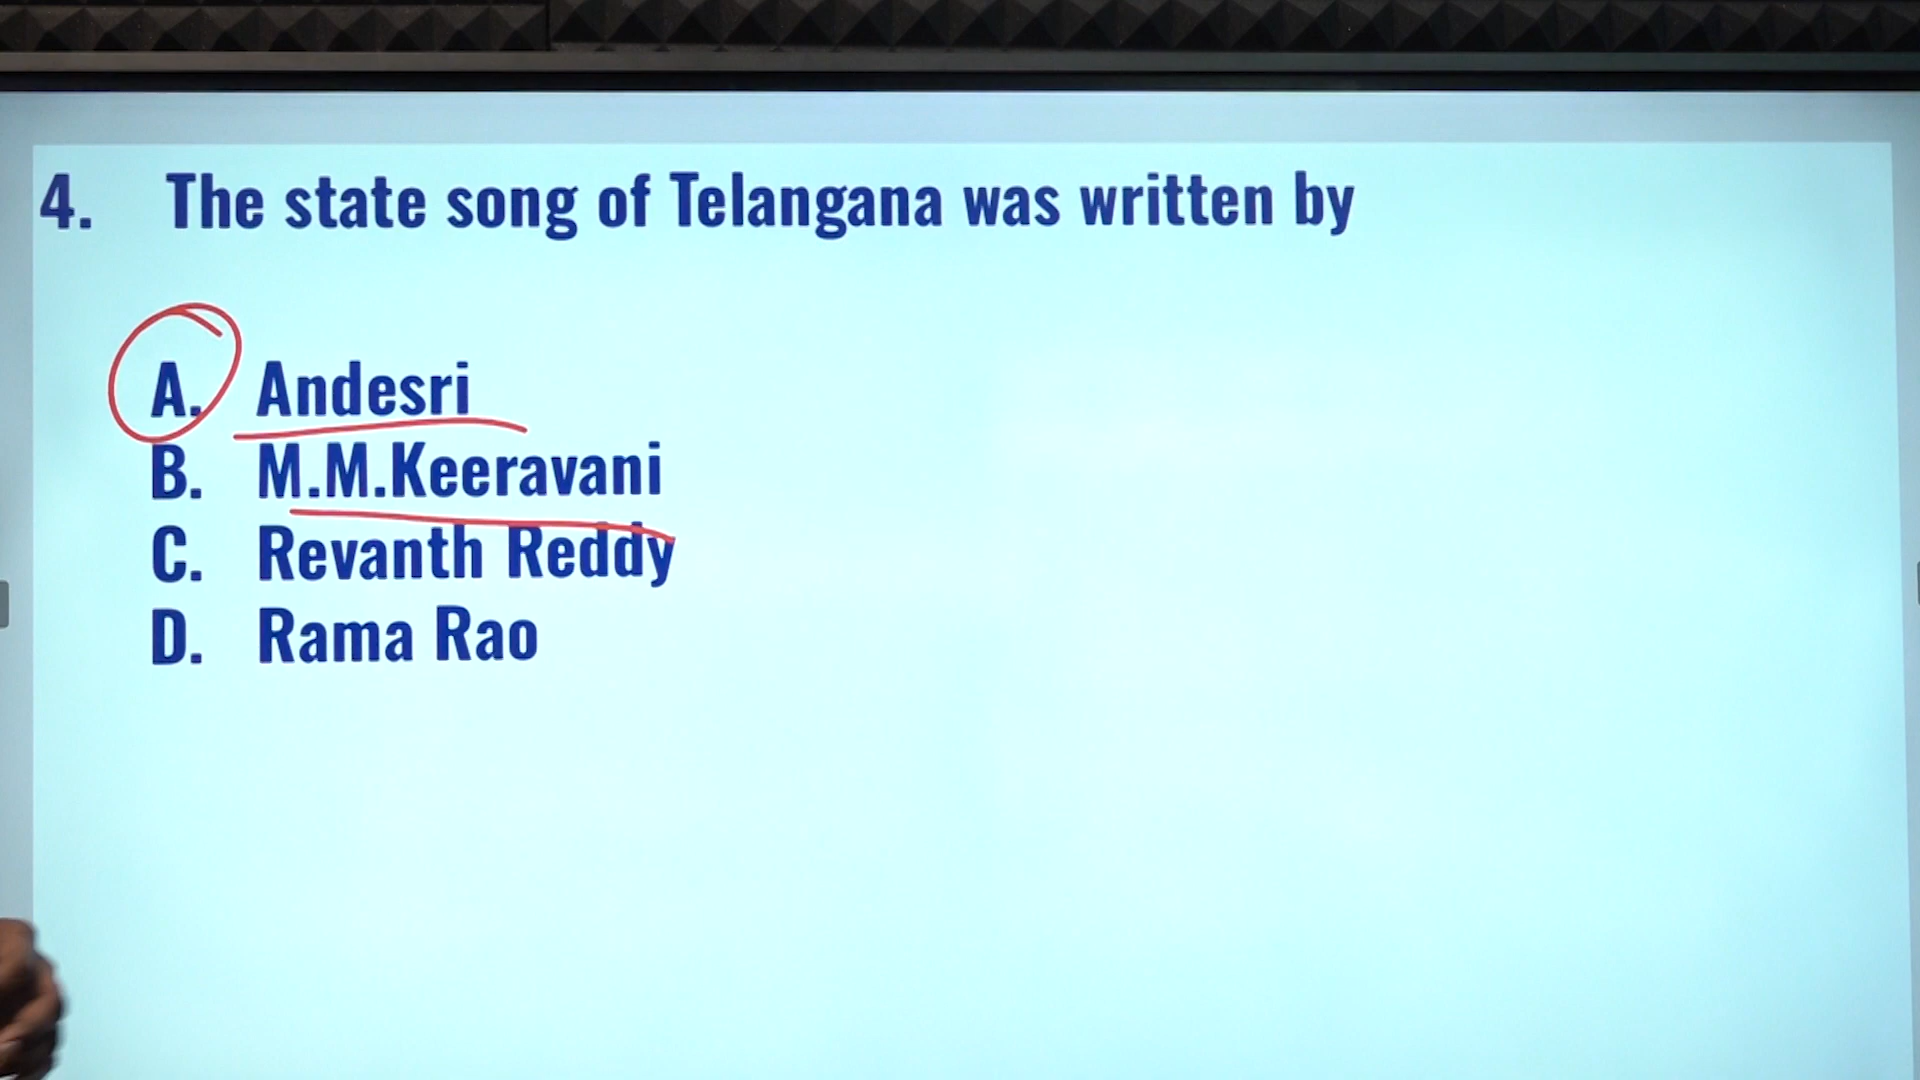 4. The state song of Telangana was written by
A. Andesri
B. M.M.Keeravani
C. Revanth Reddy
D. Rama Rao